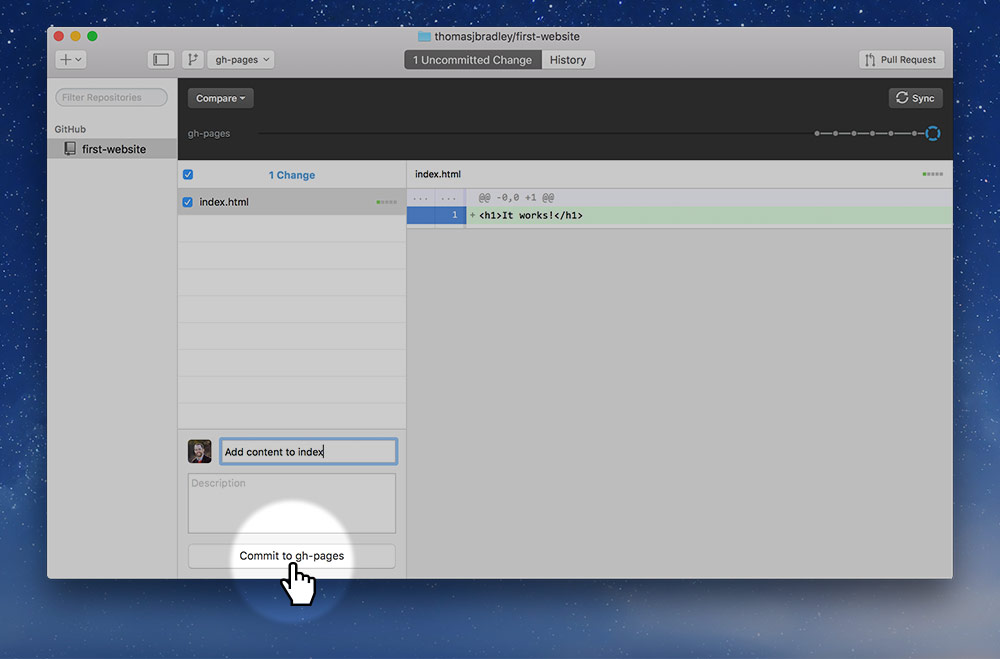 thomasjbradley/first-website
gh-pages
1 Uncommitted Change
History
Pull Request
Filter Repositories
Compare
Sync
GitHub
gh-pages
first-website
1 Change
index.html
index.html
... ... @@ -0,0 +1 @@
1 +<h1>It works!</h1>
Add content to index
Description
Commit to gh-pages